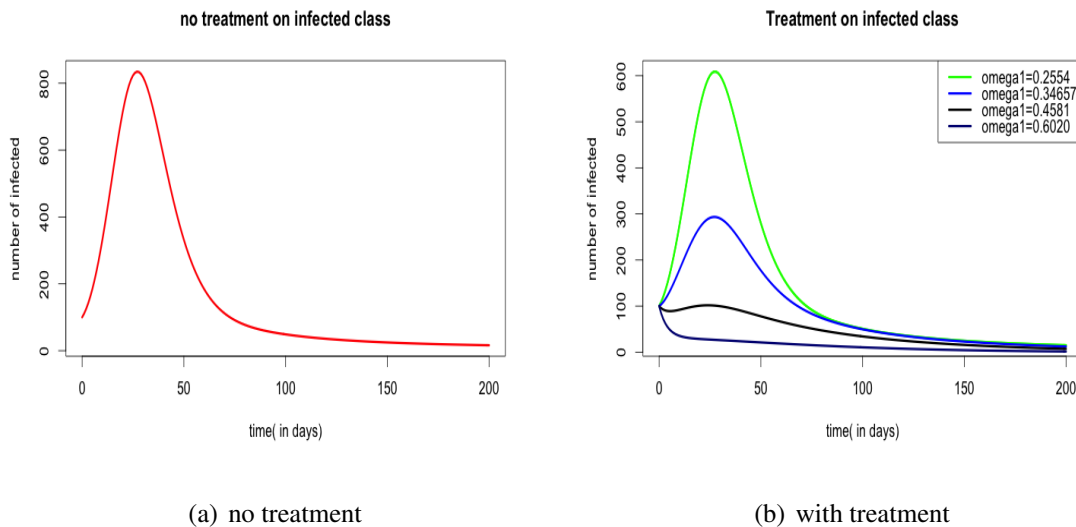 no treatment on infected class
number of infected
800
600
400
200
0
0 50 100 150 200
time( in days)
(a) no treatment
Treatment on infected class
number of infected
600
500
400
300
200
100
0
omega1=0.2554
omega1=0.34657
omega1=0.4581
omega1=0.6020
0 50 100 150 200
time( in days)
(b) with treatment